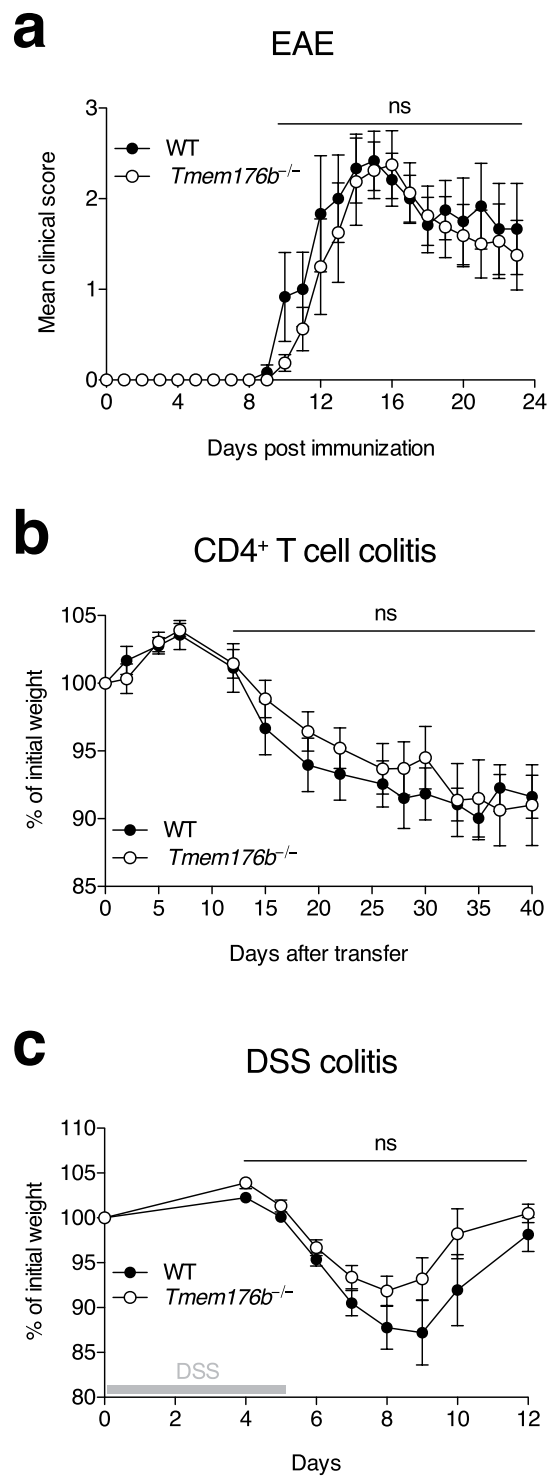 a
EAE
3
ns
WT
Tmem176b−/−
2
Mean clinical score
1
0
0 4 8 12 16 20 24
Days post immunization
b
CD4+ T cell colitis
105
ns
100
95
% of initial weight
90
WT
Tmem176b−/−
85
0 5 10 15 20 25 30 35 40
Days after transfer
c
DSS colitis
110
ns
105
100
95
WT
Tmem176b−/−
% of initial weight
90
85
DSS
80
0 2 4 6 8 10 12
Days